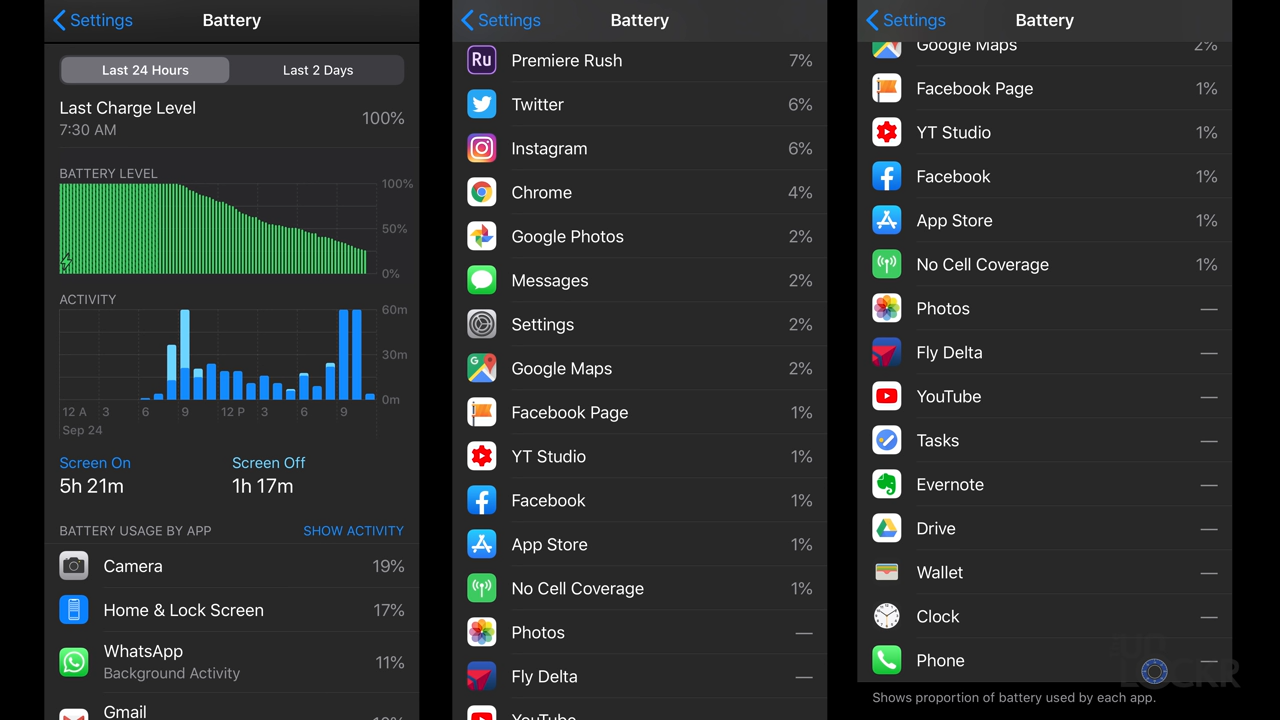 Settings
Battery
Last 24 Hours
Last 2 Days
Last Charge Level
7:30 AM
100%
BATTERY LEVEL
100%
50%
0%
ACTIVITY
60m
30m
0m
12 A 3 6 9 12 P 3 6 9
Sep 24
Screen On
5h 21m
Screen Off
1h 17m
BATTERY USAGE BY APP
SHOW ACTIVITY
Camera 19%
Home & Lock Screen 17%
WhatsApp 11%
Background Activity
Gmail
Settings
Battery
Ru Premiere Rush 7%
Twitter 6%
Instagram 6%
Chrome 4%
Google Photos 2%
Messages 2%
Settings 2%
G Google Maps 2%
Facebook Page 1%
YT Studio 1%
Facebook 1%
App Store 1%
No Cell Coverage 1%
Photos —
Fly Delta —
YouTube
Settings
Battery
Google Maps 2%
Facebook Page 1%
YT Studio 1%
Facebook 1%
App Store 1%
No Cell Coverage 1%
Photos —
Fly Delta —
YouTube —
Tasks —
Evernote —
Drive —
Wallet —
Clock —
Phone —
Shows proportion of battery used by each app.